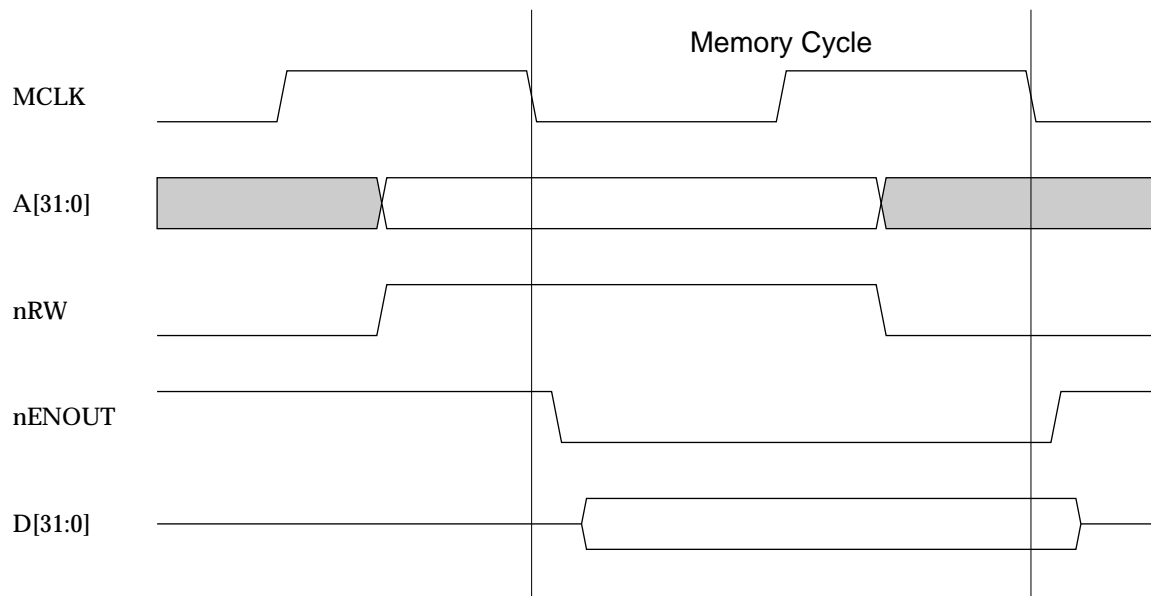 Memory Cycle
MCLK
A[31:0]
nRW
nENOUT
D[31:0]